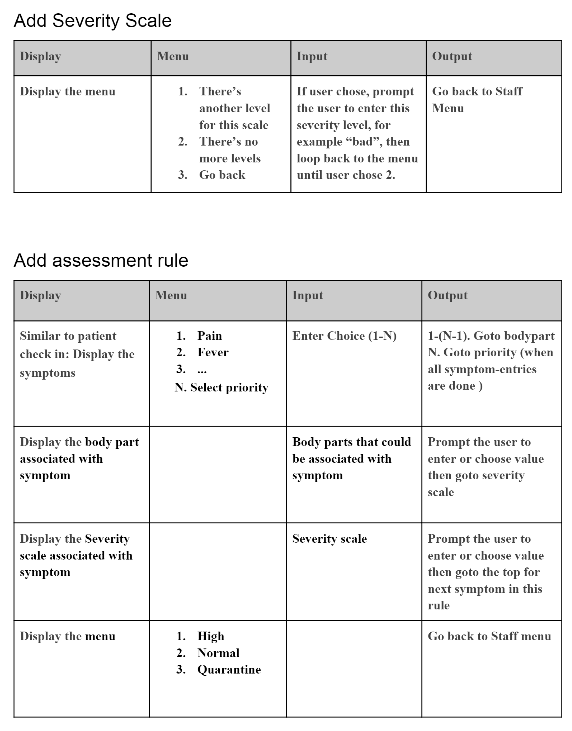 Add Severity Scale
Display
Menu
Input
Output
Display the menu
1. There's
another level
for this scale
2. There's no
more levels
3. Go back
If user chose, prompt
the user to enter this
severity level, for
example “bad”, then
loop back to the menu
until user chose 2.
Go back to Staff
Menu
Add assessment rule
Display
Menu
Input
Output
Similar to patient
check in: Display the
symptoms
1. Pain
2. Fever
3. ...
N. Select priority
Enter Choice (1-N)
1-(N-1). Goto bodypart
N. Goto priority (when
all symptom-entries
are done )
Display the body part
associated with
symptom
Body parts that could
be associated with
symptom
Prompt the user to
enter or choose value
then goto severity
scale
Display the Severity
scale associated with
symptom
Severity scale
Prompt the user to
enter or choose value
then goto the top for
next symptom in this
rule
Display the menu
1. High
2. Normal
3. Quarantine
Go back to Staff menu